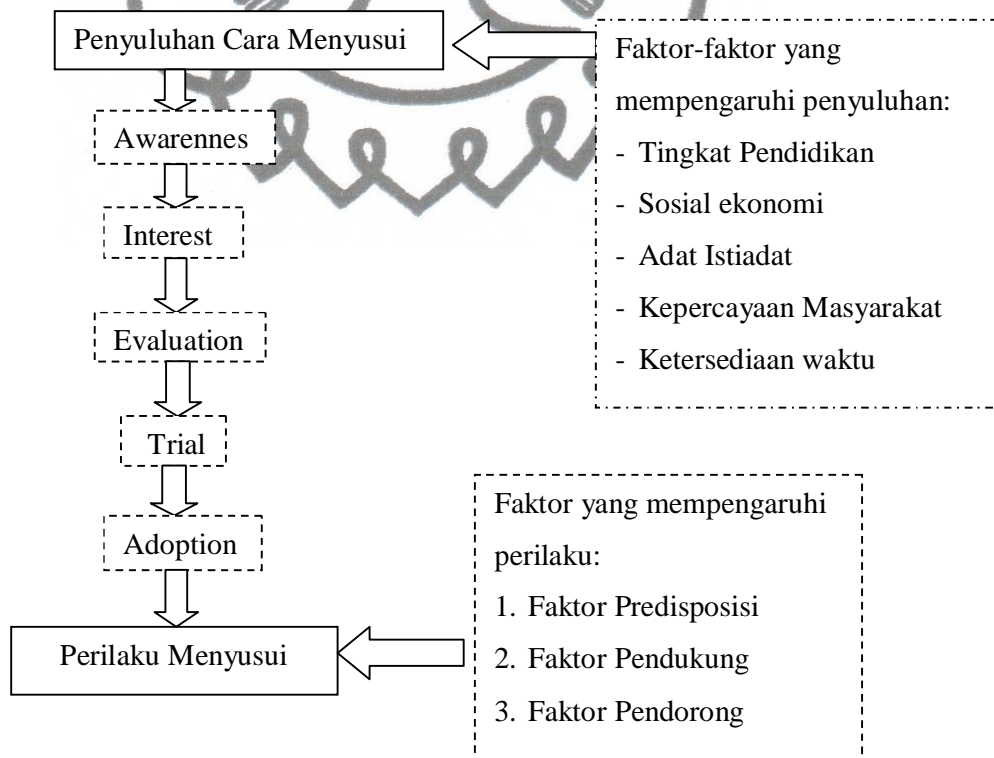 Penyuluhan Cara Menyusui
Faktor-faktor yang
mempengaruhi penyuluhan:
- Tingkat Pendidikan
- Sosial ekonomi
- Adat Istiadat
- Kepercayaan Masyarakat
- Ketersediaan waktu
Awarennes
Interest
Evaluation
Trial
Adoption
Perilaku Menyusui
Faktor yang mempengaruhi
perilaku:
1. Faktor Predisposisi
2. Faktor Pendukung
3. Faktor Pendorong